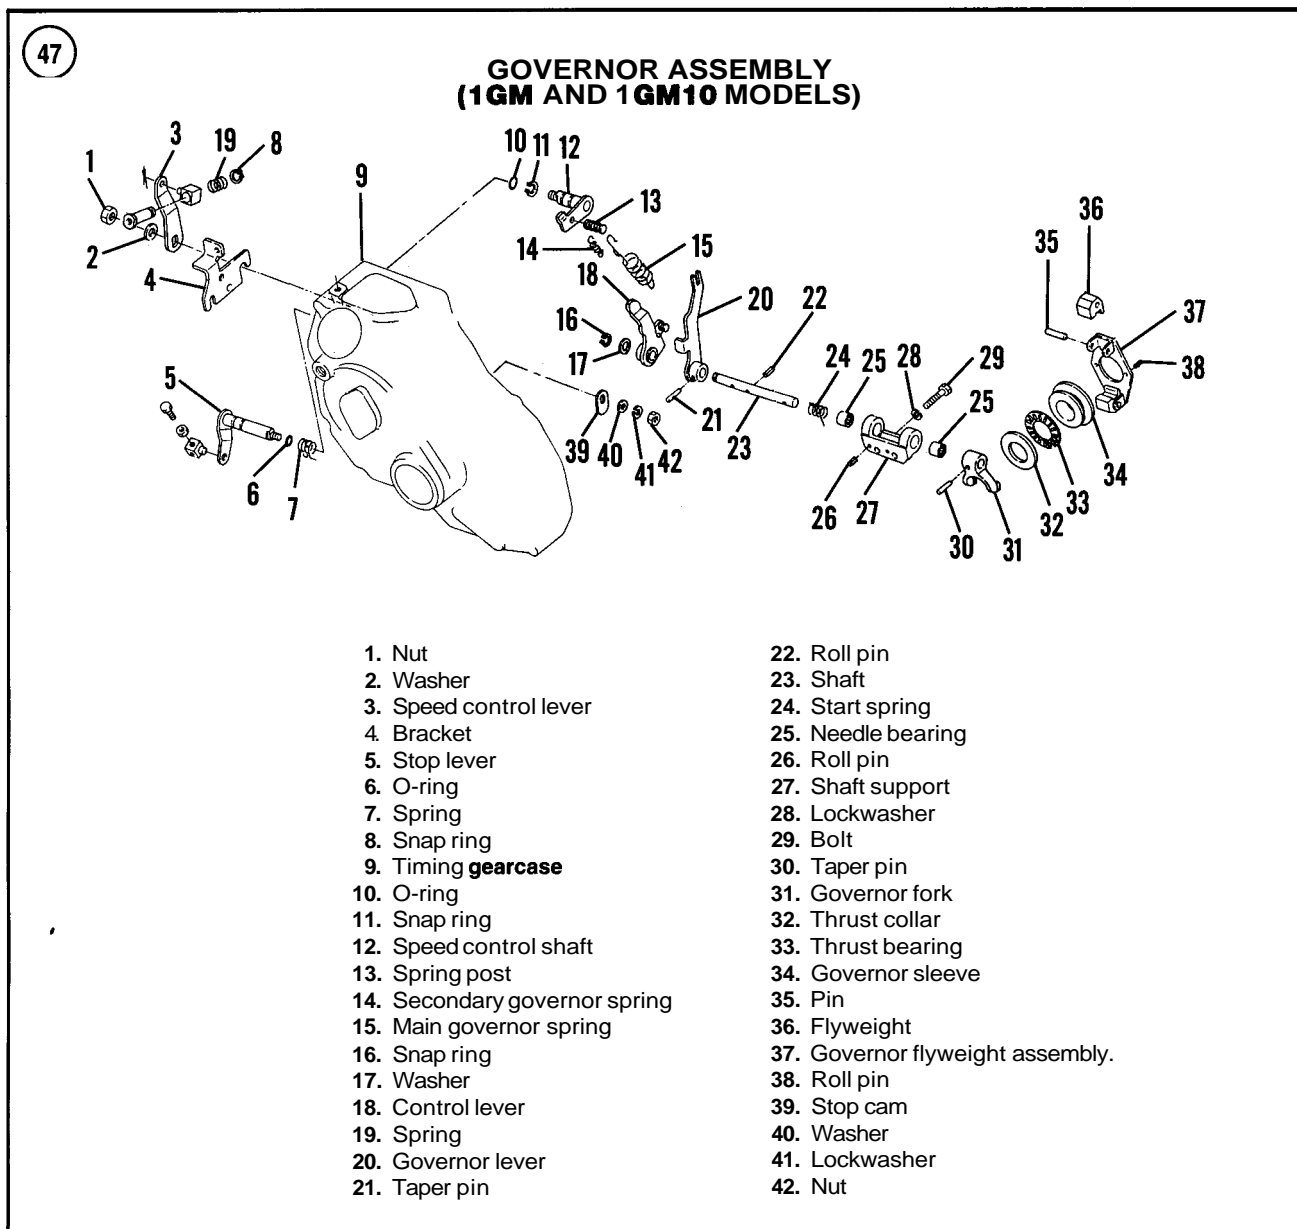 47
GOVERNOR ASSEMBLY
(1GM AND 1GM10 MODELS)
3 19 8
1
2
4
9
10 11 12
13
14
15
18
16
17
20
22
21
23
24 25 28 29
25
26 27
30 31
32 33 34
35 36
37
38
5
6 7
39 40 41 42
1. Nut
2. Washer
3. Speed control lever
4. Bracket
5. Stop lever
6. O-ring
7. Spring
8. Snap ring
9. Timing gearcase
10. O-ring
11. Snap ring
12. Speed control shaft
13. Spring post
14. Secondary governor spring
15. Main governor spring
16. Snap ring
17. Washer
18. Control lever
19. Spring
20. Governor lever
21. Taper pin
22. Roll pin
23. Shaft
24. Start spring
25. Needle bearing
26. Roll pin
27. Shaft support
28. Lockwasher
29. Bolt
30. Taper pin
31. Governor fork
32. Thrust collar
33. Thrust bearing
34. Governor sleeve
35. Pin
36. Flyweight
37. Governor flyweight assembly.
38. Roll pin
39. Stop cam
40. Washer
41. Lockwasher
42. Nut